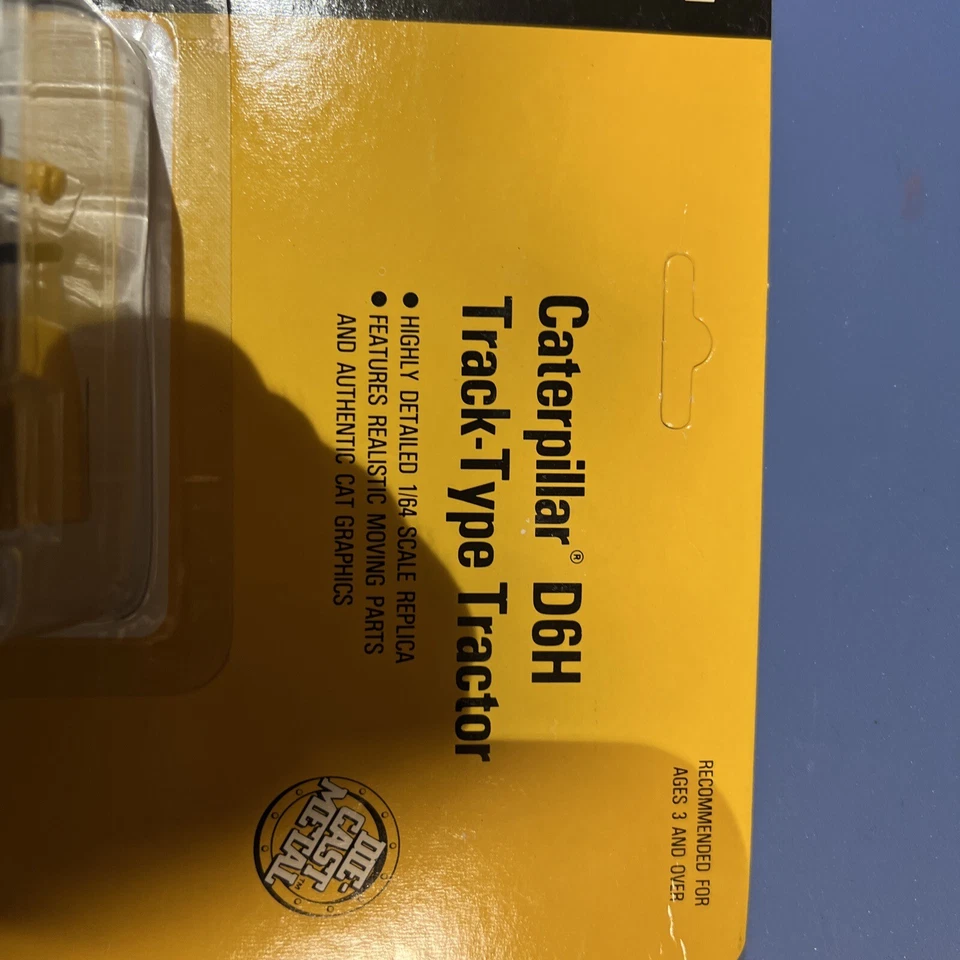 RECOMMENDED FOR
AGES 3 AND OVER
Caterpillar® D6H
Track-Type Tractor
● HIGHLY DETAILED 1/64 SCALE REPLICA
● FEATURES REALISTIC MOVING PARTS
AND AUTHENTIC CAT GRAPHICS
DIE-
CAST
METAL™